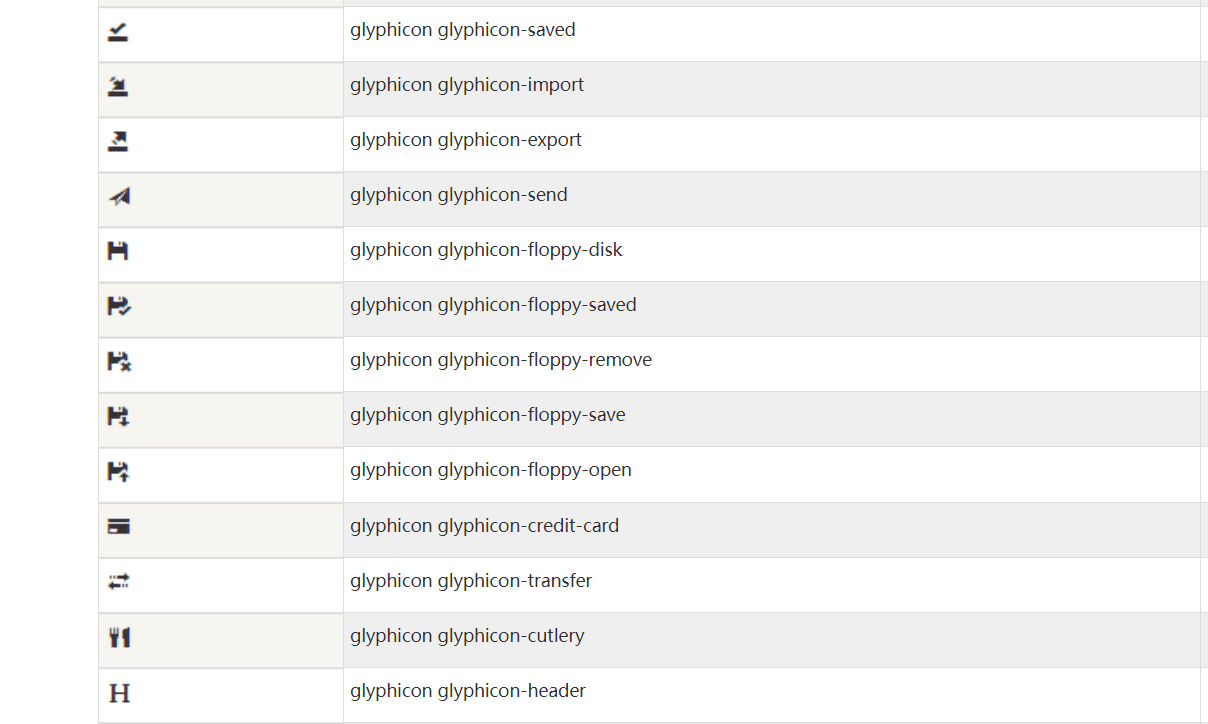 glyphicon glyphicon-saved
glyphicon glyphicon-import
glyphicon glyphicon-export
glyphicon glyphicon-send
glyphicon glyphicon-floppy-disk
glyphicon glyphicon-floppy-saved
glyphicon glyphicon-floppy-remove
glyphicon glyphicon-floppy-save
glyphicon glyphicon-floppy-open
glyphicon glyphicon-credit-card
glyphicon glyphicon-transfer
glyphicon glyphicon-cutlery
H glyphicon glyphicon-header